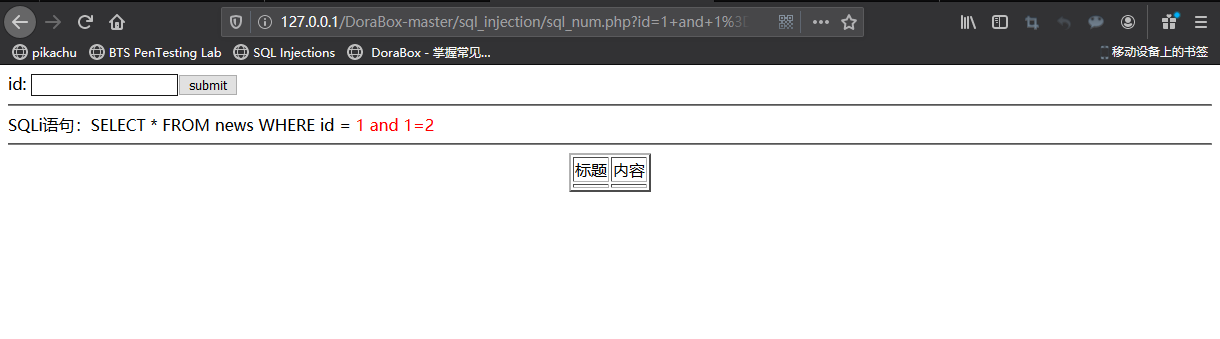 127.0.0.1/DoraBox-master/sql_injection/sql_num.php?id=1+and+1%3D
pikachu BTS PenTesting Lab SQL Injections DoraBox - 掌握常见... 移动设备上的书签
id: submit
SQLi语句：SELECT * FROM news WHERE id = 1 and 1=2
标题 内容